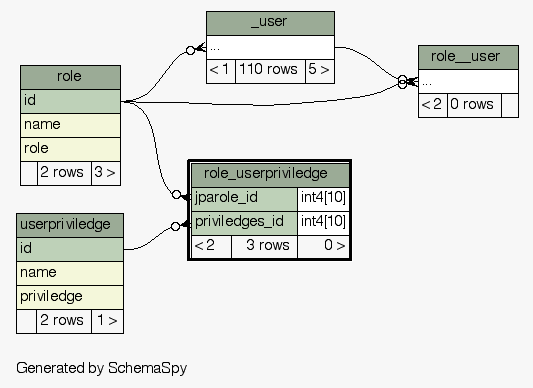 _user
...
< 1 110 rows 5 >
role__user
...
< 2 0 rows
role
id
name
role
2 rows 3 >
role_userpriviledge
jparole_id int4[10]
priviledges_id int4[10]
< 2 3 rows 0 >
userpriviledge
id
name
priviledge
2 rows 1 >
Generated by SchemaSpy